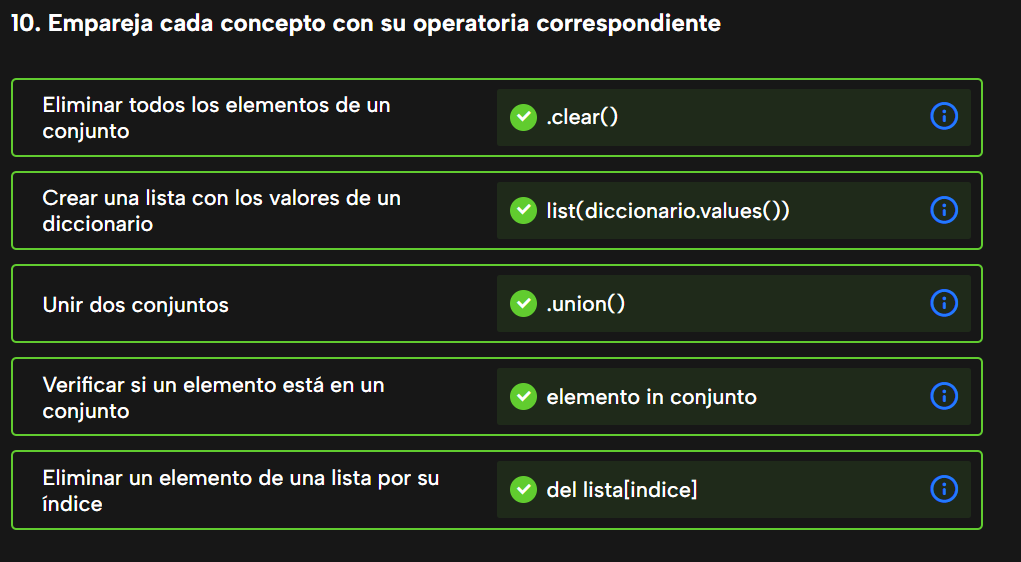 10. Empareja cada concepto con su operatoria correspondiente
Eliminar todos los elementos de un
conjunto
.clear()
Crear una lista con los valores de un
diccionario
list(diccionario.values())
Unir dos conjuntos
.union()
Verificar si un elemento está en un
conjunto
elemento in conjunto
Eliminar un elemento de una lista por su
índice
del lista[indice]